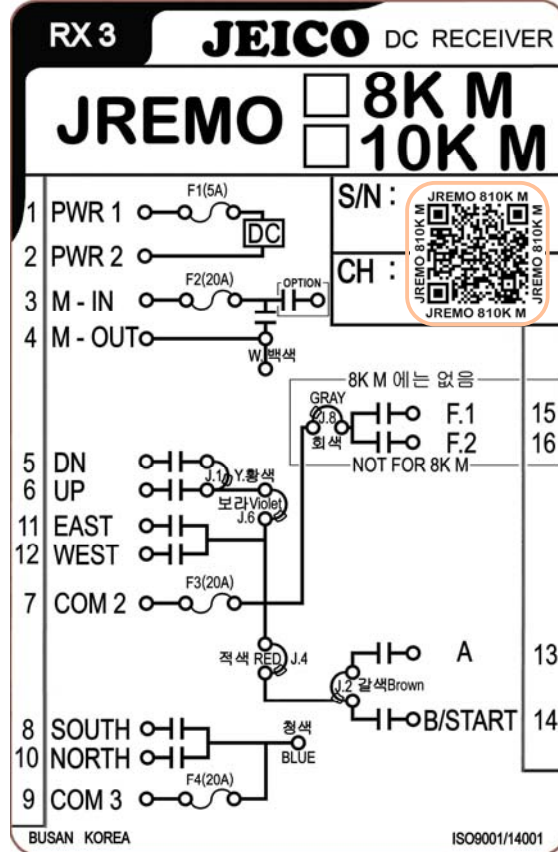 RX 3 JEICO DC RECEIVER
JREMO 8K M
10K M
S/N :
CH :
JREMO 810K M
JREMO 810K M
JREMO 810K M
JREMO 810K M
1 PWR 1 F1(5A)
DC
2 PWR 2
3 M - IN F2(20A) OPTION
4 M - OUT
W.백색
8K M 에는 없음
GRAY
J.8
회색
F.1 15
F.2 16
NOT FOR 8K M
5 DN
J.1 Y.황색
6 UP
보라Violet
J.6
11 EAST
12 WEST
7 COM 2 F3(20A)
적색 RED J.4
A 13
J.2 갈색Brown
B/START 14
8 SOUTH
청색
BLUE
10 NORTH
9 COM 3 F4(20A)
BUSAN KOREA ISO9001/14001